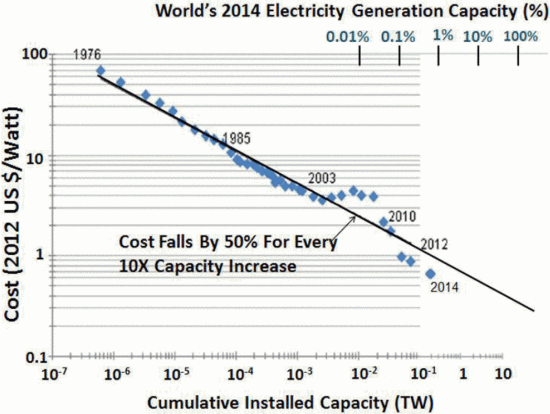 World's 2014 Electricity Generation Capacity (%)
0.01% 0.1% 1% 10% 100%
100
1976
10
1985
2003
2010
Cost Falls By 50% For Every
10X Capacity Increase
2012
1
2014
0.1
Cost (2012 US $/Watt)
10-7 10-6 10-5 10-4 10-3 10-2 10-1 1 10
Cumulative Installed Capacity (TW)